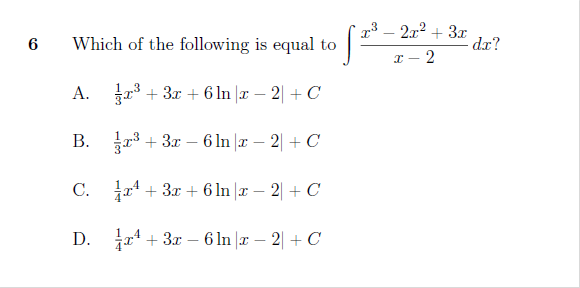 6 Which of the following is equal to ∫ (x³ − 2x² + 3x)/(x − 2) dx?
A. ⅓x³ + 3x + 6 ln |x − 2| + C
B. ⅓x³ + 3x − 6 ln |x − 2| + C
C. ¼x⁴ + 3x + 6 ln |x − 2| + C
D. ¼x⁴ + 3x − 6 ln |x − 2| + C